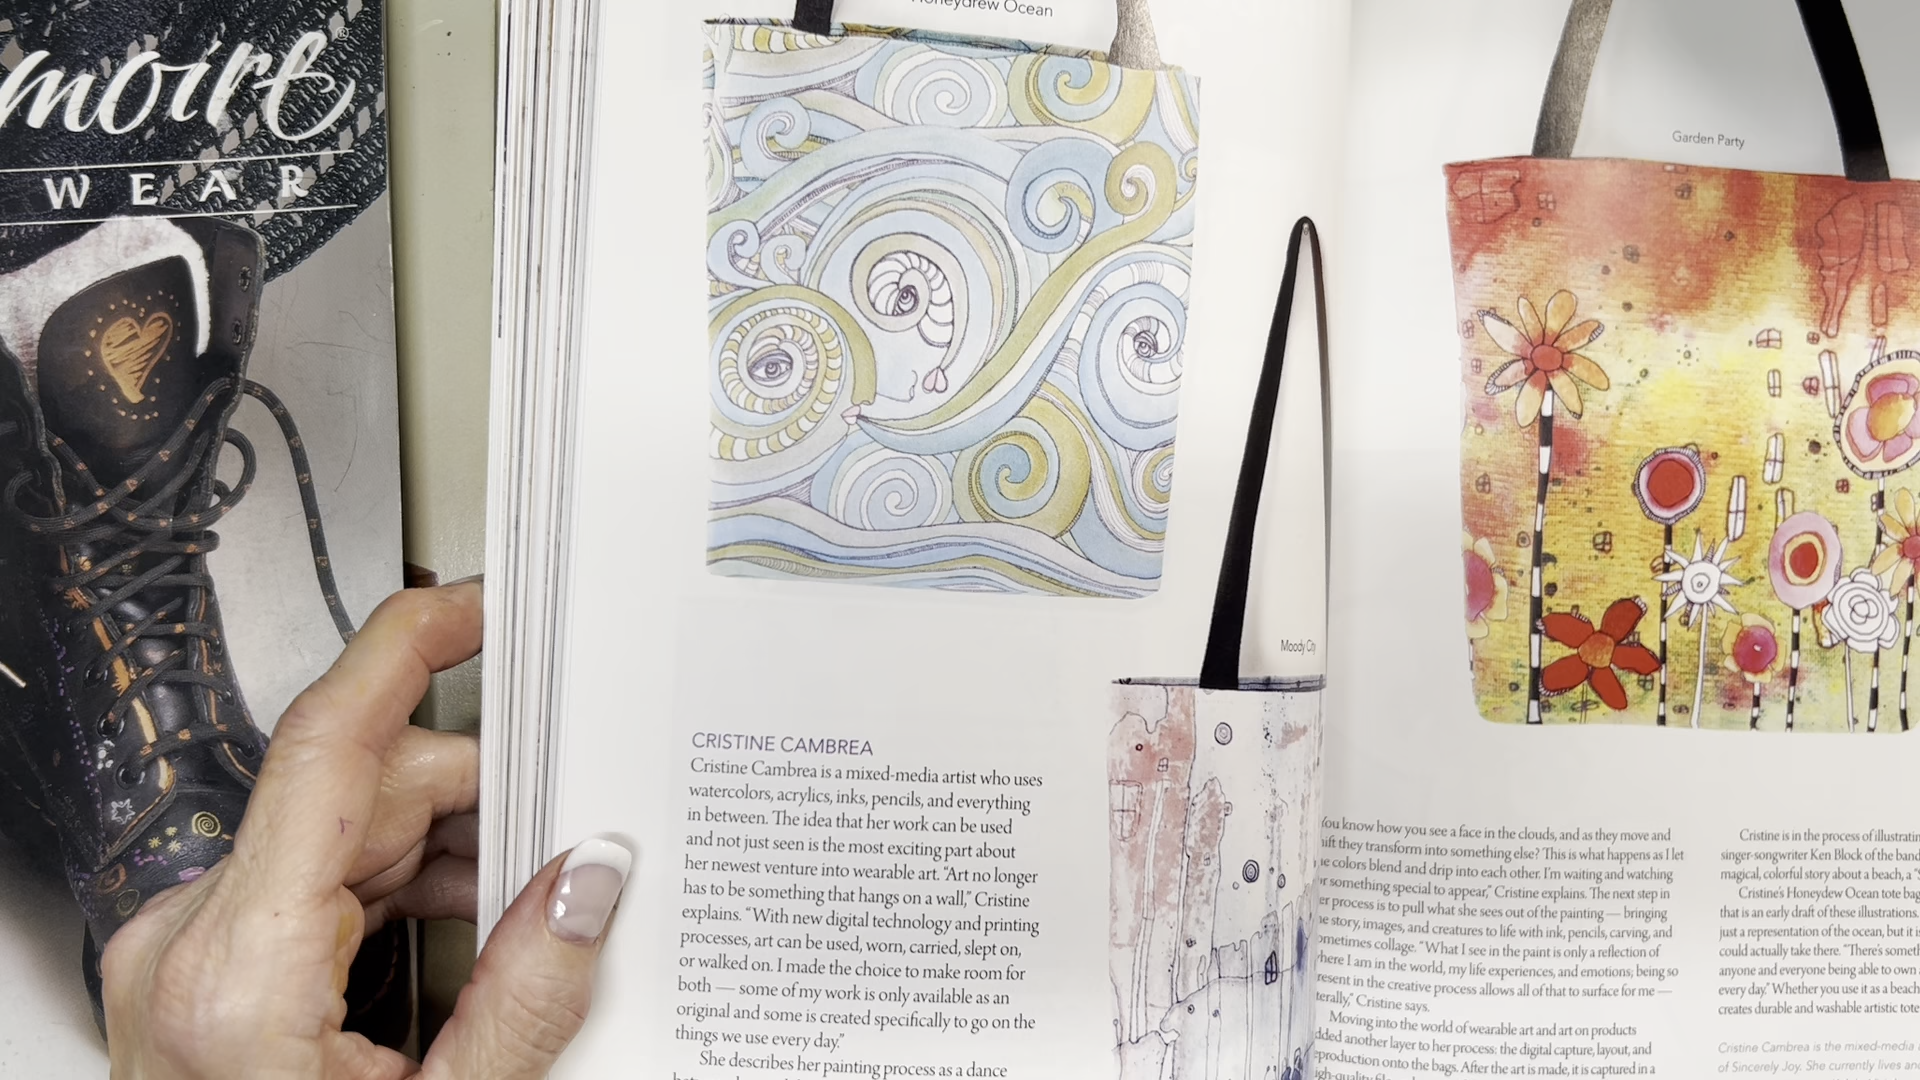 moirt
WEAR
Honeydrew Ocean
Garden Party
Moody City
CRISTINE CAMBREA
Cristine Cambrea is a mixed-media artist who uses
watercolors, acrylics, inks, pencils, and everything
in between. The idea that her work can be used
and not just seen is the most exciting part about
her newest venture into wearable art. “Art no longer
has to be something that hangs on a wall,” Cristine
explains. “With new digital technology and printing
processes, art can be used, worn, carried, slept on,
or walked on. I made the choice to make room for
both — some of my work is only available as an
original and some is created specifically to go on the
things we use every day.”
She describes her painting process as a dance
You know how you see a face in the clouds, and as they move and
they transform into something else? This is what happens as I let
colors blend and drip into each other. I'm waiting and watching
something special to appear,” Cristine explains. The next step in
process is to pull what she sees out of the painting — bringing
story, images, and creatures to life with ink, pencils, carving, and
sometimes collage. “What I see in the paint is only a reflection of
where I am in the world, my life experiences, and emotions; being so
present in the creative process allows all of that to surface for me —
literally,” Cristine says.
Moving into the world of wearable art and art on products
added another layer to her process: the digital capture, layout, and
reproduction onto the bags. After the art is made, it is captured in a
Cristine is in the process of illustrating
singer-songwriter Ken Block of the band
magical, colorful story about a beach, a
Cristine's Honeydew Ocean tote bag
that is an early draft of these illustrations.
just a representation of the ocean, but it is
could actually take there. “There's
anyone and everyone being able to own
every day.” Whether you use it as a beach
creates durable and washable artistic tote
Cristine Cambrea is the mixed-media
of Sincerely Joy. She currently lives and